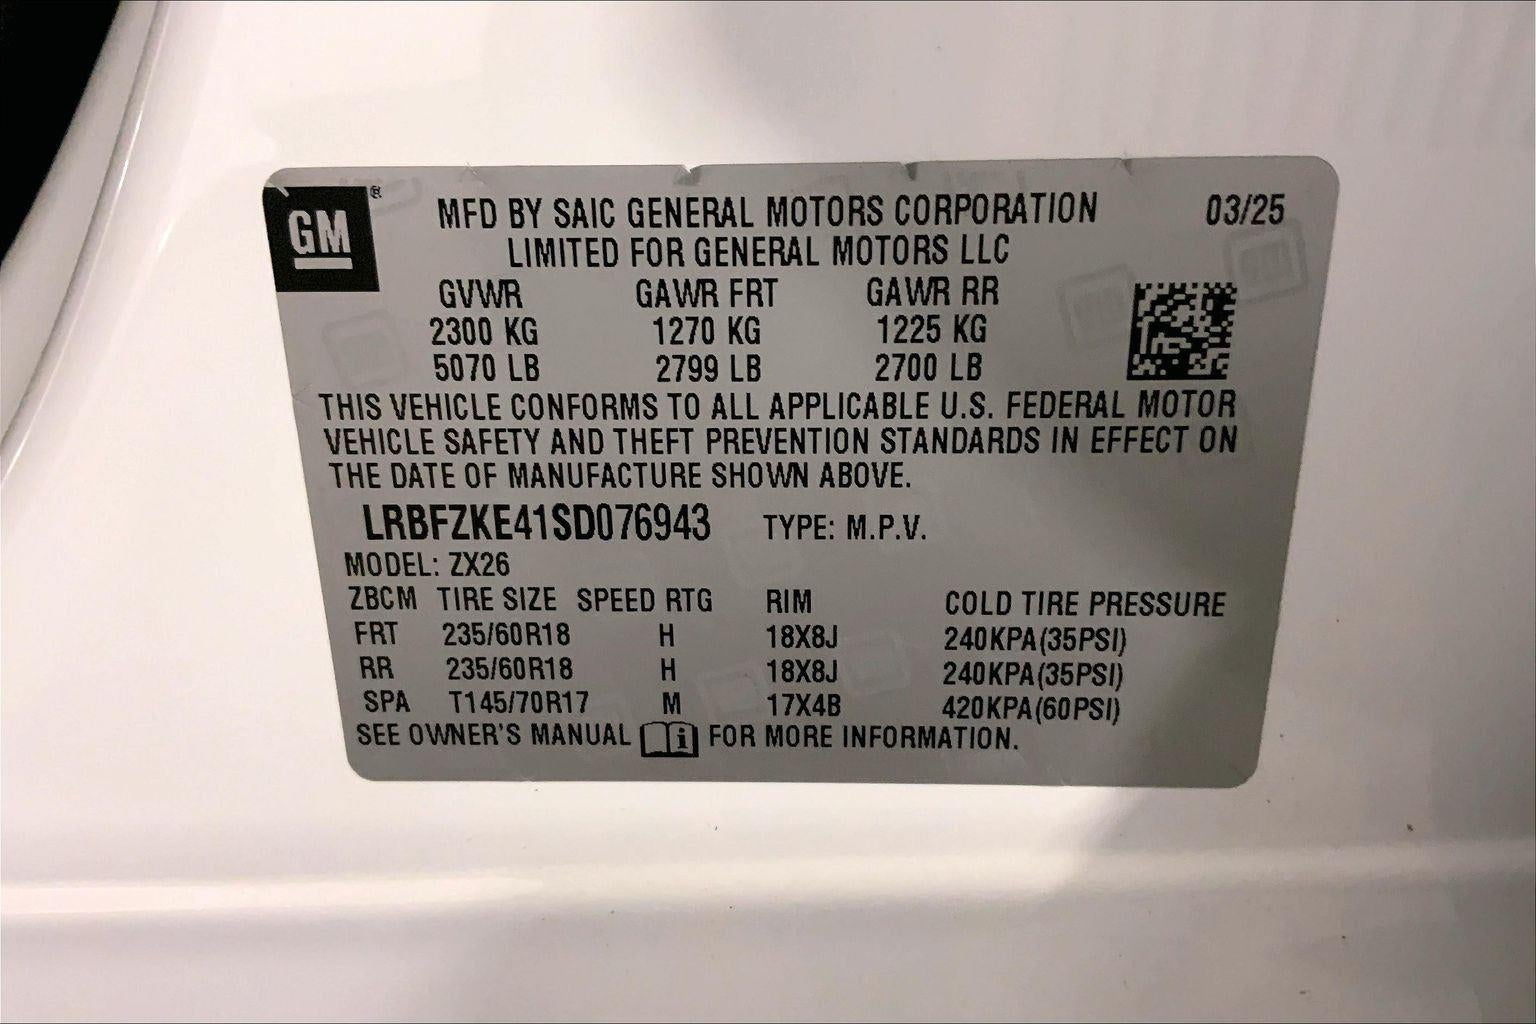 GM ®
MFD BY SAIC GENERAL MOTORS CORPORATION 03/25
LIMITED FOR GENERAL MOTORS LLC
GVWR GAWR FRT GAWR RR
2300 KG 1270 KG 1225 KG
5070 LB 2799 LB 2700 LB
THIS VEHICLE CONFORMS TO ALL APPLICABLE U.S. FEDERAL MOTOR
VEHICLE SAFETY AND THEFT PREVENTION STANDARDS IN EFFECT ON
THE DATE OF MANUFACTURE SHOWN ABOVE.
LRBFZKE41SD076943 TYPE: M.P.V.
MODEL: ZX26
ZBCM TIRE SIZE SPEED RTG RIM COLD TIRE PRESSURE
FRT 235/60R18 H 18X8J 240KPA(35PSI)
RR 235/60R18 H 18X8J 240KPA(35PSI)
SPA T145/70R17 M 17X4B 420KPA(60PSI)
SEE OWNER'S MANUAL i FOR MORE INFORMATION.